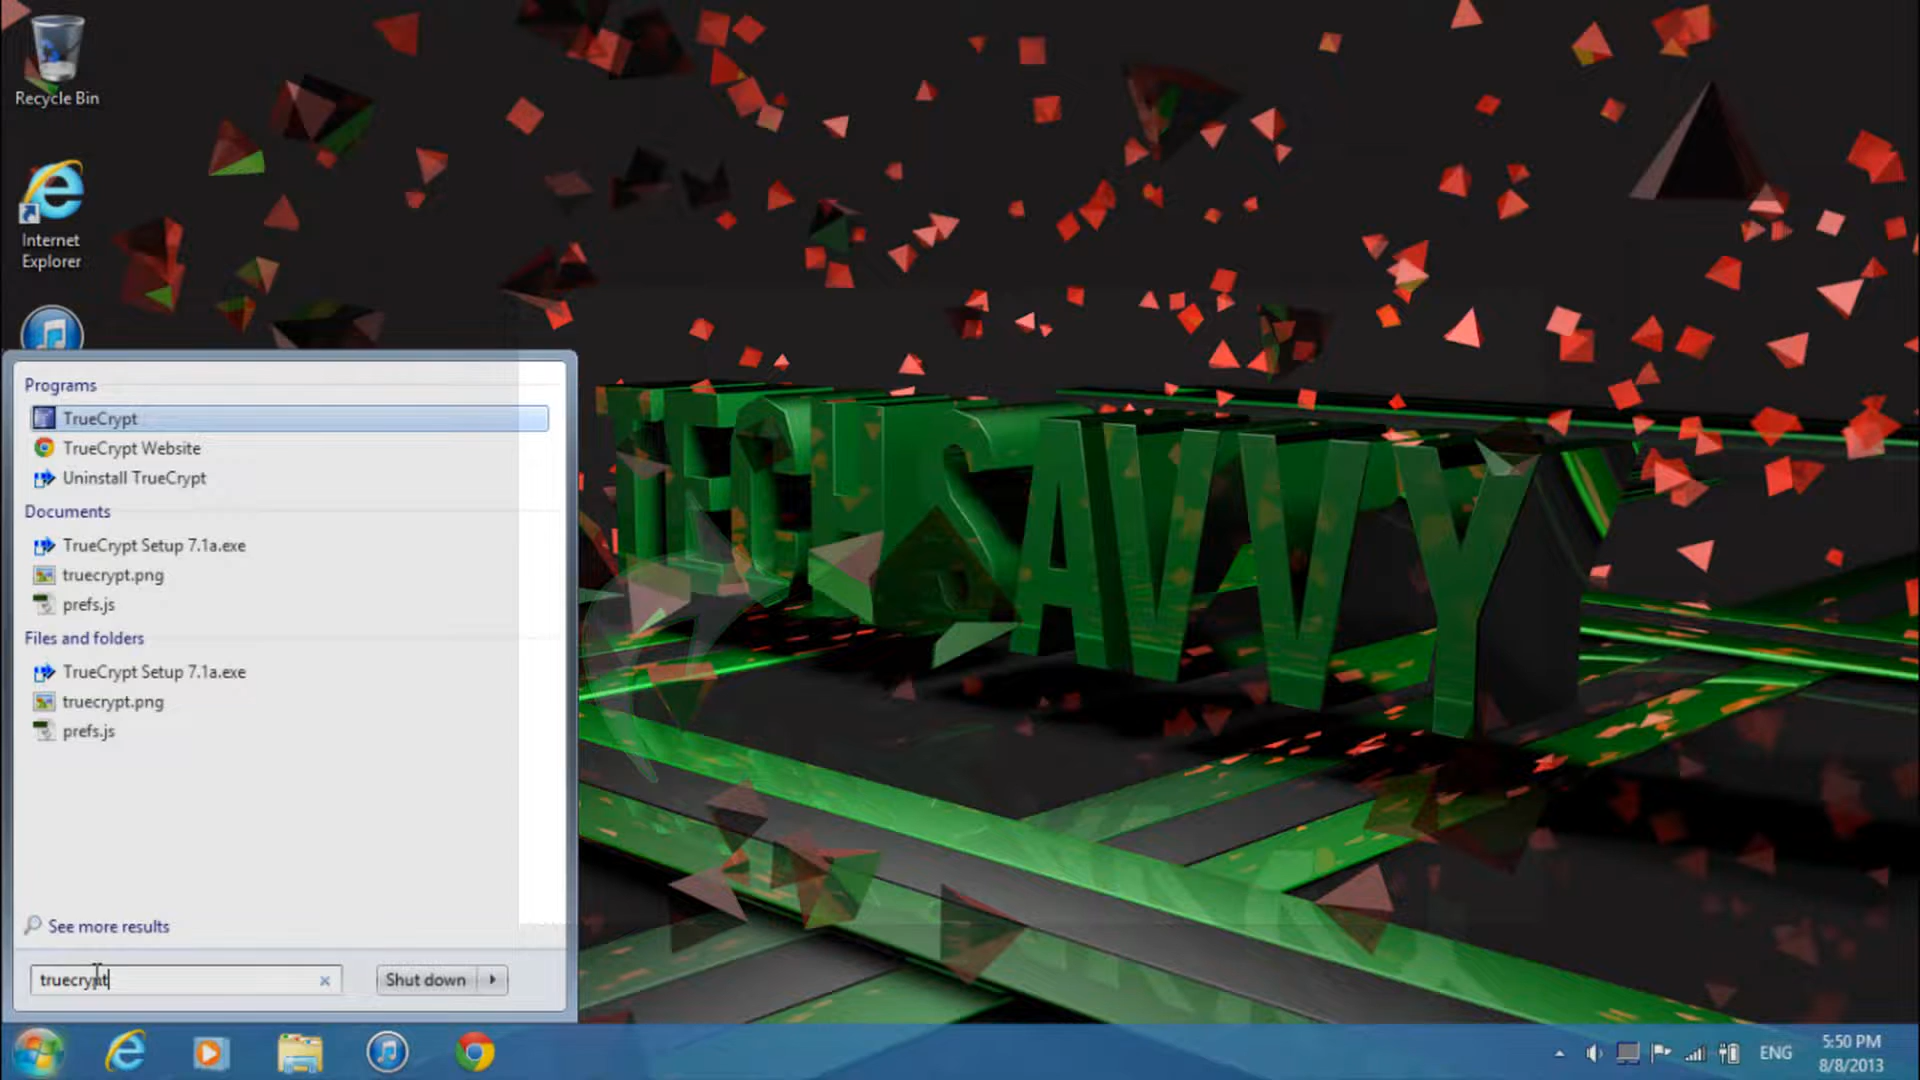 Recycle Bin
Internet
Explorer
Programs
TrueCrypt
TrueCrypt Website
Uninstall TrueCrypt
Documents
TrueCrypt Setup 7.1a.exe
truecrypt.png
prefs.js
Files and folders
TrueCrypt Setup 7.1a.exe
truecrypt.png
prefs.js
See more results
truecrypt
Shut down
TECHSAVVY
ENG
5:50 PM
8/8/2013